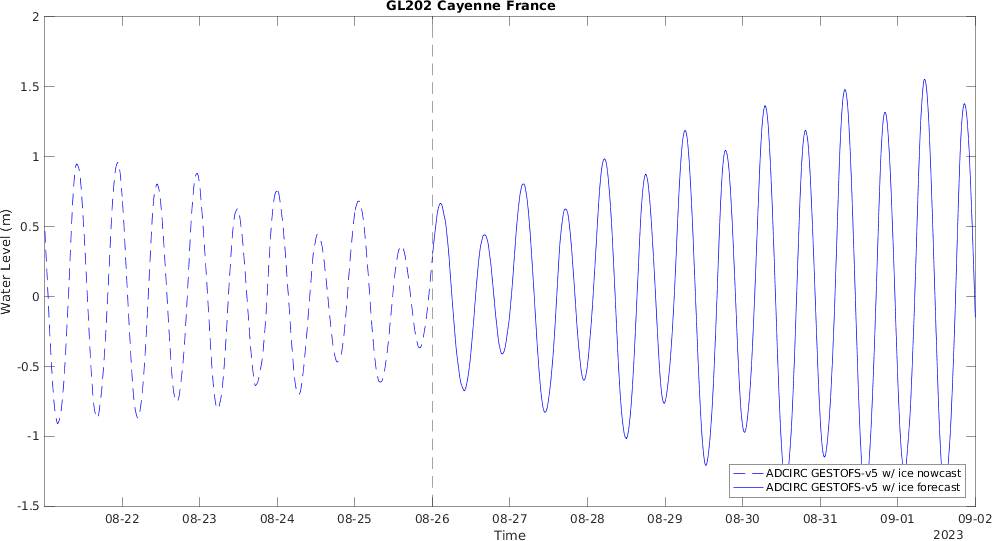 GL202 Cayenne France
2
1.5
1
0.5
0
-0.5
-1
-1.5
Water Level (m)
ADCIRC GESTOFS-v5 w/ ice nowcast
ADCIRC GESTOFS-v5 w/ ice forecast
08-22 08-23 08-24 08-25 08-26 08-27 08-28 08-29 08-30 08-31 09-01 09-02
Time
2023